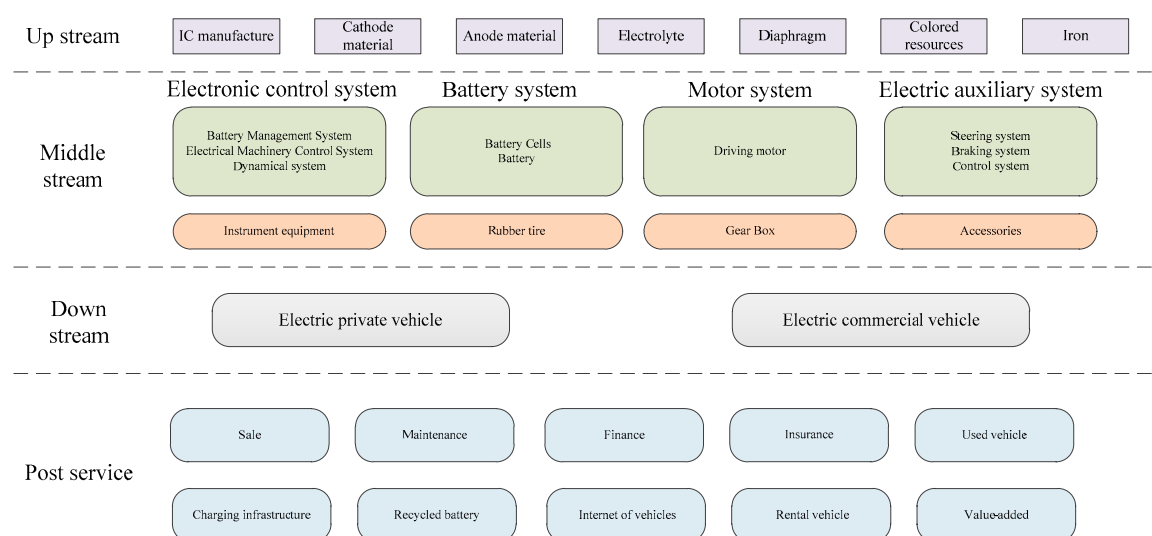 Up stream
IC manufacture
Cathode
material
Anode material
Electrolyte
Diaphragm
Colored
resources
Iron
Middle
stream
Electronic control system
Battery Management System
Electrical Machinery Control System
Dynamical system
Battery system
Battery Cells
Battery
Motor system
Driving motor
Electric auxiliary system
Steering system
Braking system
Control system
Instrument equipment
Rubber tire
Gear Box
Accessories
Down
stream
Electric private vehicle
Electric commercial vehicle
Post service
Sale
Maintenance
Finance
Insurance
Used vehicle
Charging infrastructure
Recycled battery
Internet of vehicles
Rental vehicle
Value-added